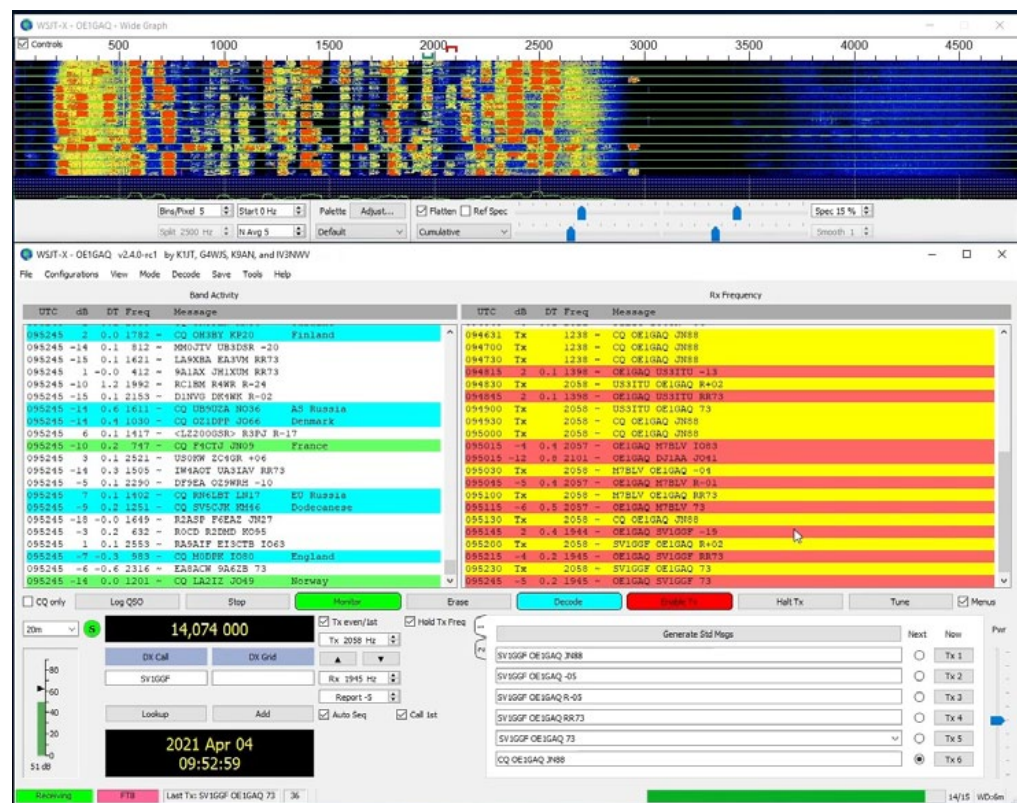 WSJT-X - OE1GAQ - Wide Graph
Controls 500 1000 1500 2000 2500 3000 3500 4000 4500
Bins/Pixel 5 Start 0 Hz Palette Adjust... Flatten Ref Spec Spec 15 %
Split 2500 Hz N Avg 5 Default Cumulative Smooth 1
WSJT-X - OE1GAQ v2.4.0-rc1 by K1JT, G4WJS, K9AN, and IV3NWV
File Configurations View Mode Decode Save Tools Help
Band Activity
UTC dB DT Freq Message
095245 2 0.0 1782 ~ CQ OH3BY KP20 Finland
095245 -14 0.1 812 ~ MM0JTV UB3DSR -20
095245 -15 0.1 1621 ~ LA9XBA EA3VM RR73
095245 1 -0.0 412 ~ 9A1AX JH1XUM RR73
095245 -10 1.2 1992 ~ RC1BM R4WR R-24
095245 -15 0.1 2153 ~ D1NVG DK4WK R-02
095245 -14 0.6 1611 ~ CQ UB9UZA NO36 AS Russia
095245 -14 0.4 1030 ~ CQ OZ1DPP JO66 Denmark
095245 6 0.1 1417 ~ <LZ200GSR> R3PJ R-17
095245 -10 0.2 747 ~ CQ F4CTJ JN09 France
095245 3 0.1 2521 ~ US0KW ZC4GR +06
095245 -14 0.3 1505 ~ IW4AOT UA3IAV RR73
095245 -5 0.1 2290 ~ DF9EA OZ9WRH -10
095245 7 0.1 1402 ~ CQ RN6LBT LN17 EU Russia
095245 -9 0.2 1251 ~ CQ SV5CJK KM46 Dodecanese
095245 -18 -0.0 1649 ~ R2ASP F6EAZ JN27
095245 -3 0.2 632 ~ R0CD R2DMD KO95
095245 1 0.1 2553 ~ RA9AIF EI3CTB IO63
095245 -7 -0.3 983 ~ CQ M0DPK IO80 England
095245 -6 -0.6 2316 ~ EA8ACW 9A6ZB 73
095245 -14 0.0 1201 ~ CQ LA2IZ JO49 Norway
Rx Frequency
UTC dB DT Freq Message
094631 Tx 1238 ~ CQ OE1GAQ JN88
094700 Tx 1238 ~ CQ OE1GAQ JN88
094730 Tx 1238 ~ CQ OE1GAQ JN88
094815 2 0.1 1398 ~ OE1GAQ US3ITU -13
094830 Tx 2058 ~ US3ITU OE1GAQ R+02
094845 2 0.1 1398 ~ OE1GAQ US3ITU RR73
094900 Tx 2058 ~ US3ITU OE1GAQ 73
094930 Tx 2058 ~ CQ OE1GAQ JN88
095000 Tx 2058 ~ CQ OE1GAQ JN88
095015 -4 0.4 2057 ~ OE1GAQ M7BLV IO83
095015 -12 0.8 2101 ~ OE1GAQ DJ1AA JO41
095030 Tx 2058 ~ M7BLV OE1GAQ -04
095045 -5 0.4 2057 ~ OE1GAQ M7BLV R-01
095100 Tx 2058 ~ M7BLV OE1GAQ RR73
095115 -6 0.5 2057 ~ OE1GAQ M7BLV 73
095130 Tx 2058 ~ CQ OE1GAQ JN88
095145 2 0.4 1944 ~ OE1GAQ SV1GGF -19
095200 Tx 2058 ~ SV1GGF OE1GAQ R+02
095215 -4 0.2 1945 ~ OE1GAQ SV1GGF RR73
095230 Tx 2058 ~ SV1GGF OE1GAQ 73
095245 -5 0.2 1945 ~ OE1GAQ SV1GGF 73
CQ only Log QSO Stop Monitor Erase Decode Enable Tx Halt Tx Tune Menus
20m S 14,074 000 Tx even/1st Hold Tx Freq
Tx 2058 Hz
DX Call DX Grid
SV1GGF Rx 1945 Hz
Report -5
Lookup Add Auto Seq Call 1st
2021 Apr 04
09:52:59
80
60
40
20
0
51 dB
Generate Std Msgs Next Now Pwr
SV1GGF OE1GAQ JN88 Tx 1
SV1GGF OE1GAQ -05 Tx 2
SV1GGF OE1GAQ R-05 Tx 3
SV1GGF OE1GAQ RR73 Tx 4
SV1GGF OE1GAQ 73 Tx 5
CQ OE1GAQ JN88 Tx 6
Receiving FT8 Last Tx: SV1GGF OE1GAQ 73 36 14/15 WD:6m